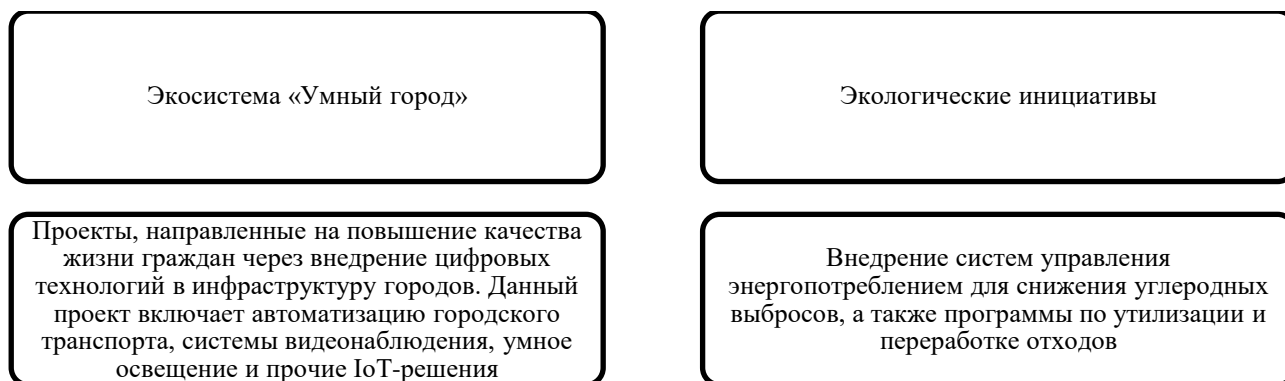 Экосистема «Умный город»
Экологические инициативы
Проекты, направленные на повышение качества
жизни граждан через внедрение цифровых
технологий в инфраструктуру городов. Данный
проект включает автоматизацию городского
транспорта, системы видеонаблюдения, умное
освещение и прочие IoT-решения
Внедрение систем управления
энергопотреблением для снижения углеродных
выбросов, а также программы по утилизации и
переработке отходов